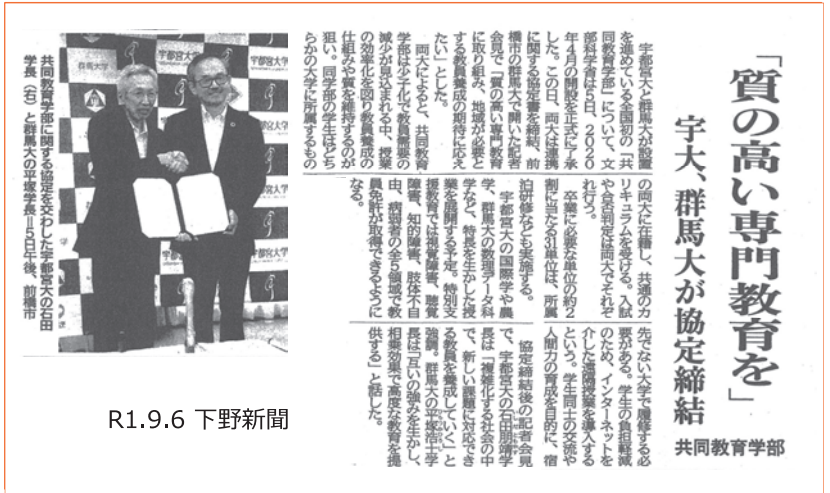 「質の高い専門教育を」
宇大、群馬大が協定締結
共同教育学部
宇都宮大と群馬大が設置
を進めている全国初の「共
同教育学部」について、文
部科学省は5日、2020
年4月の開設を正式に了承
した。この日、両大は連携
に関する協定書を締結、前
橋市の群馬大で開いた記者
会見で「質の高い専門教育
に取り組み、地域が必要と
する教員養成の期待に応え
たい」とした。
両大によると、共同教育
学部は少子化で教員需要の
減少が見込まれる中、授業
の効率化を図り教員養成の
仕組みや質を維持するのが
狙い。同学部の学生はどち
らかの大学に所属するもの
の両大に在籍し、共通のカ
リキュラムを受ける。入試
や合否判定は両大でそれぞ
れ行う。
卒業に必要な単位の約2
割に当たる31単位は、所属
先でない大学で履修する必
要がある。学生の負担軽減
のため、インターネットを
介した遠隔授業を導入する
という。学生同士の交流や
人間力の育成を目的に、宿
泊研修なども実施する。
宇都宮大の国際学や農
学、群馬大の数理データ科
学など、特長を生かした授
業を展開する予定。特別支
援教育では視覚障害、聴覚
障害、知的障害、肢体不自
由、病弱者の全5領域で教
員免許が取得できるように
なる。
協定締結後の記者会見
で、宇都宮大の石田朋靖学
長は「複雑化する社会の中
で、新しい課題に対応でき
る教員を養成していく」と
強調。群馬大の平塚浩士学
長は「互いの強みを生かし、
相乗効果で高度な教育を提
供する」と話した。
共同教育学部に関する協定を交わした宇都宮大の石田
学長（右）と群馬大の平塚学長＝5日午後、前橋市
群馬大学
宇都宮大学
R1.9.6 下野新聞